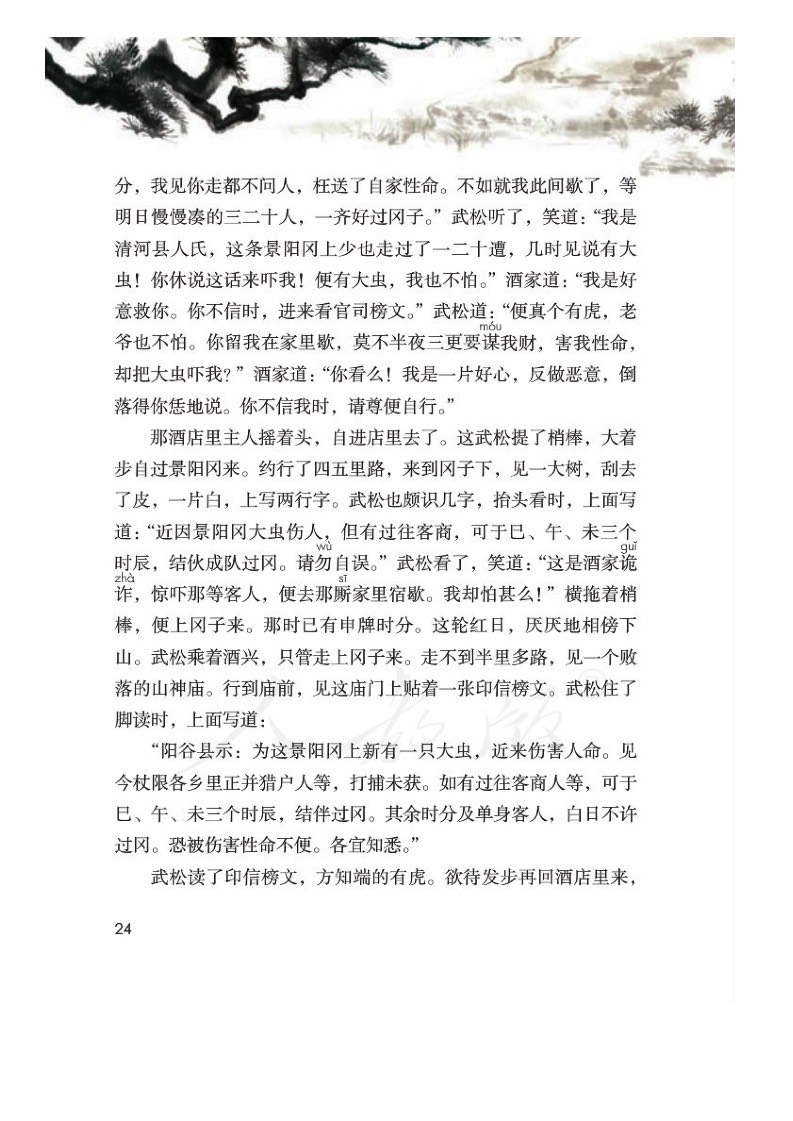 分，我见你走都不问人，枉送了自家性命。不如就我此间歇了，等
明日慢慢凑的三二十人，一齐好过冈子。”武松听了，笑道：“我是
清河县人氏，这条景阳冈上少也走过了一二十遭，几时见说有大
虫！你休说这话来吓我！便有大虫，我也不怕。”酒家道：“我是好
意救你。你不信时，进来看官司榜文。”武松道：“便真个有虎，老
móu
爷也不怕。你留我在家里歇，莫不半夜三更要谋我财，害我性命，
却把大虫吓我？”酒家道：“你看么！我是一片好心，反做恶意，倒
落得你恁地说。你不信我时，请尊便自行。”
那酒店里主人摇着头，自进店里去了。这武松提了梢棒，大着
步自过景阳冈来。约行了四五里路，来到冈子下，见一大树，刮去
了皮，一片白，上写两行字。武松也颇识几字，抬头看时，上面写
道：“近因景阳冈大虫伤人，但有过往客商，可于巳、午、未三个
wù guǐ
时辰，结伙成队过冈。请勿自误。”武松看了，笑道：“这是酒家诡
zhà sī
诈，惊吓那等客人，便去那厮家里宿歇。我却怕甚么！”横拖着梢
棒，便上冈子来。那时已有申牌时分。这轮红日，厌厌地相傍下
山。武松乘着酒兴，只管走上冈子来。走不到半里多路，见一个败
落的山神庙。行到庙前，见这庙门上贴着一张印信榜文。武松住了
脚读时，上面写道：
“阳谷县示：为这景阳冈上新有一只大虫，近来伤害人命。见
今杖限各乡里正并猎户人等，打捕未获。如有过往客商人等，可于
巳、午、未三个时辰，结伴过冈。其余时分及单身客人，白日不许
过冈。恐被伤害性命不便。各宜知悉。”
武松读了印信榜文，方知端的有虎。欲待发步再回酒店里来，
24
人教版